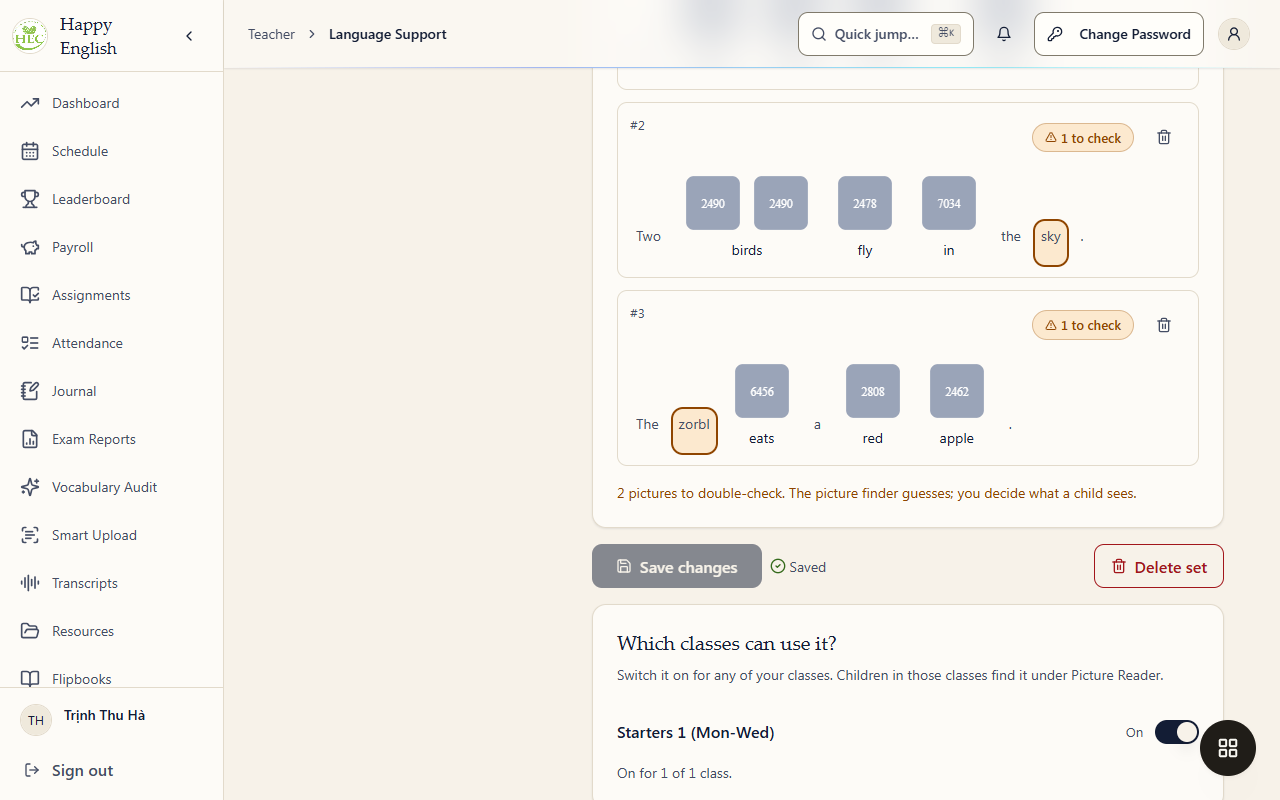 Happy
English
HEC
Teacher > Language Support
Quick jump... ⌘K
Change Password
Dashboard
Schedule
Leaderboard
Payroll
Assignments
Attendance
Journal
Exam Reports
Vocabulary Audit
Smart Upload
Transcripts
Resources
Flipbooks
TH Trịnh Thu Hà
Sign out
#2
1 to check
2490 2490 2478 7034
Two birds fly in the sky .
#3
1 to check
6456 2808 2462
The zorbl eats a red apple .
2 pictures to double-check. The picture finder guesses; you decide what a child sees.
Save changes Saved Delete set
Which classes can use it?
Switch it on for any of your classes. Children in those classes find it under Picture Reader.
Starters 1 (Mon-Wed) On
On for 1 of 1 class.